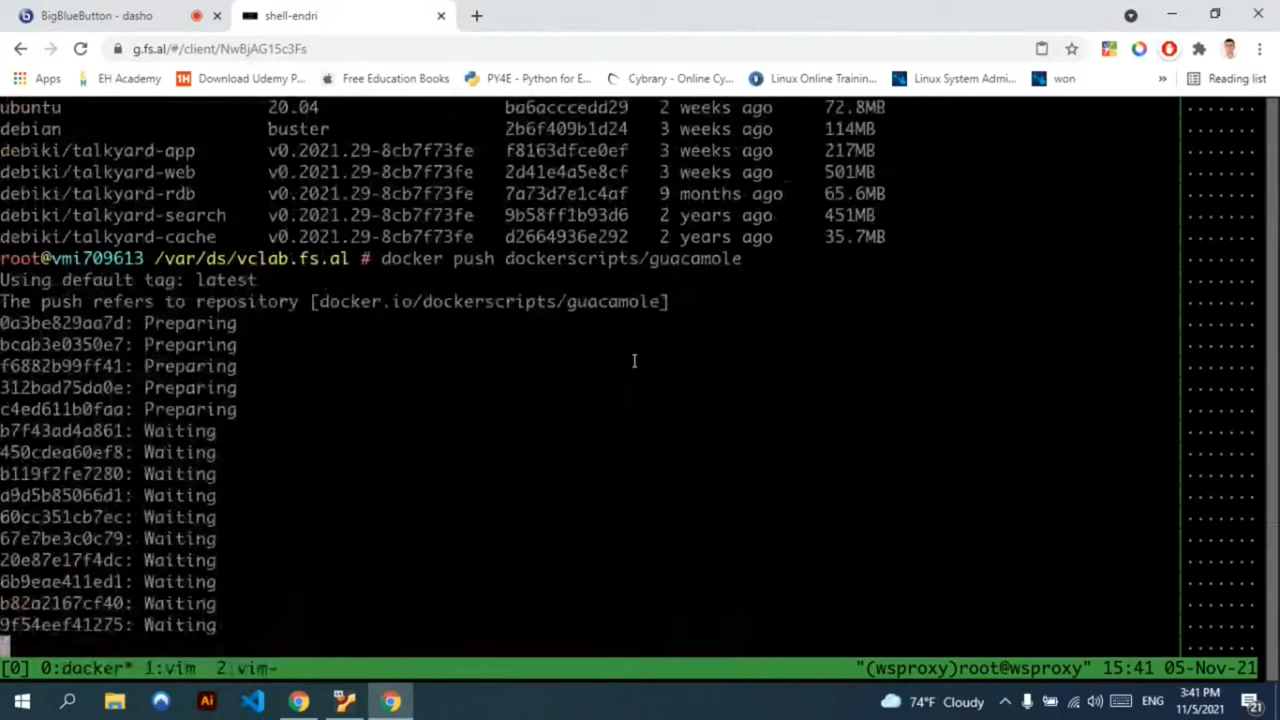 BigBlueButton - dasho
shell-endri
g.fs.al/#/client/NwBjAG15c3Fs
Apps EH Academy Download Udemy P... Free Education Books PY4E - Python for E... Cybrary - Online Cy... Linux Online Trainin... Linux System Admi... won » Reading list
ubuntu 20.04 ba6acccedd29 2 weeks ago 72.8MB
debian buster 2b6f409b1d24 3 weeks ago 114MB
debiki/talkyard-app v0.2021.29-8cb7f73fe f8163dfce0ef 3 weeks ago 217MB
debiki/talkyard-web v0.2021.29-8cb7f73fe 2d41e4a5e8cf 3 weeks ago 501MB
debiki/talkyard-rdb v0.2021.29-8cb7f73fe 7a73d7e1c4af 9 months ago 65.6MB
debiki/talkyard-search v0.2021.29-8cb7f73fe 9b58ff1b93d6 2 years ago 451MB
debiki/talkyard-cache v0.2021.29-8cb7f73fe d2664936e292 2 years ago 35.7MB
root@vmi709613 /var/ds/vclab.fs.al # docker push dockerscripts/guacamole
Using default tag: latest
The push refers to repository [docker.io/dockerscripts/guacamole]
0a3be829aa7d: Preparing
bcab3e0350e7: Preparing
f6882b99ff41: Preparing
312bad75da0e: Preparing
c4ed611b0faa: Preparing
b7f43ad4a861: Waiting
450cdea60ef8: Waiting
b119f2fe7280: Waiting
a9d5b85066d1: Waiting
60cc351cb7ec: Waiting
67e7be3c0c79: Waiting
20e87e17f4dc: Waiting
6b9eae411ed1: Waiting
b82a2167cf40: Waiting
9f54eef41275: Waiting
[0] 0:docker* 1:vim 2:vim- "(wsproxy)root@wsproxy" 15:41 05-Nov-21
Ai 74°F Cloudy ENG 3:41 PM
11/5/2021 21